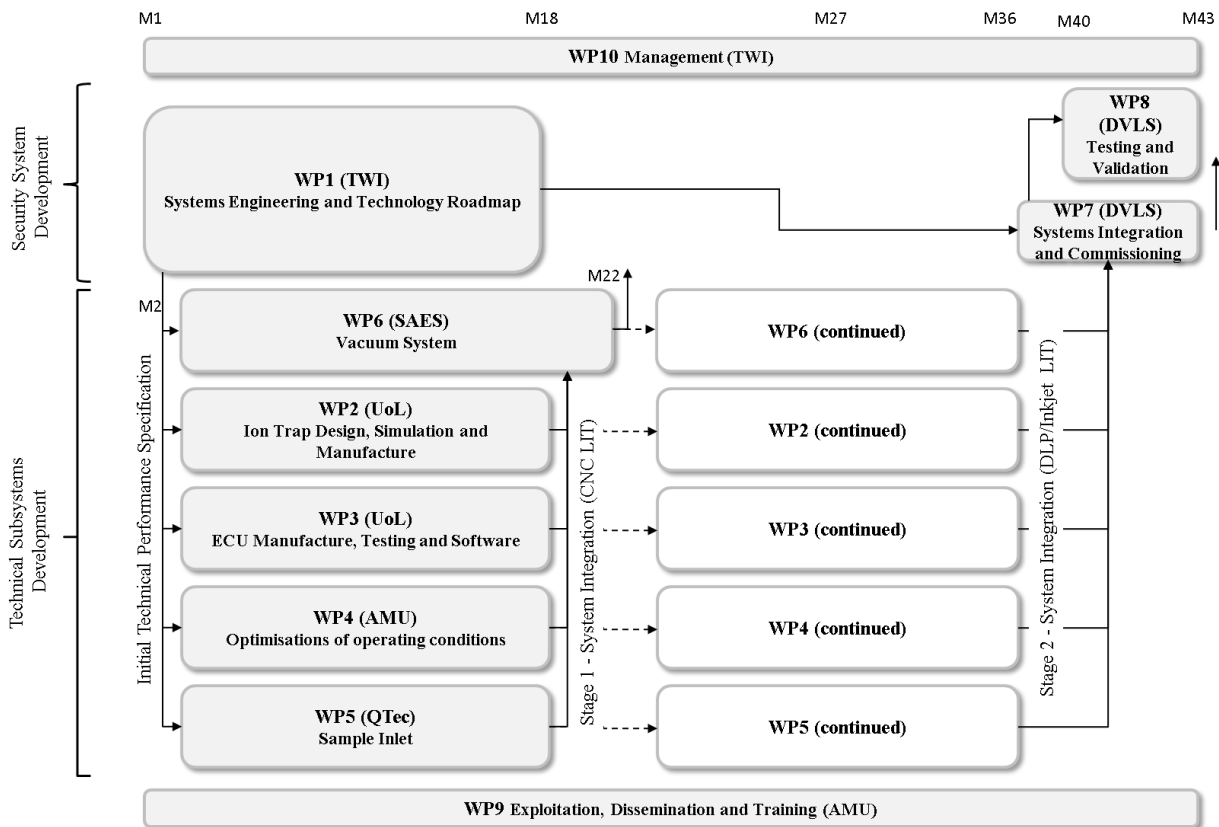 M1
M18
M27
M36
M40
M43
WP10 Management (TWI)
Security System
Development
WP1 (TWI)
Systems Engineering and Technology Roadmap
WP8
(DVLS)
Testing and
Validation
WP7 (DVLS)
Systems Integration
and Commissioning
M2
M22
Technical Subsystems
Development
Initial Technical Performance Specification
WP6 (SAES)
Vacuum System
WP6 (continued)
WP2 (UoL)
Ion Trap Design, Simulation and
Manufacture
WP2 (continued)
WP3 (UoL)
ECU Manufacture, Testing and Software
WP3 (continued)
WP4 (AMU)
Optimisations of operating conditions
WP4 (continued)
WP5 (QTec)
Sample Inlet
WP5 (continued)
Stage 1 - System Integration (CNC LIT)
Stage 2 - System Integration (DLP/Inkjet LIT)
WP9 Exploitation, Dissemination and Training (AMU)